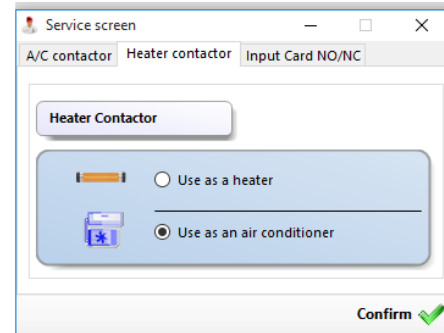 Service screen
A/C contactor Heater contactor Input Card NO/NC
Heater Contactor
Use as a heater
Use as an air conditioner
Confirm